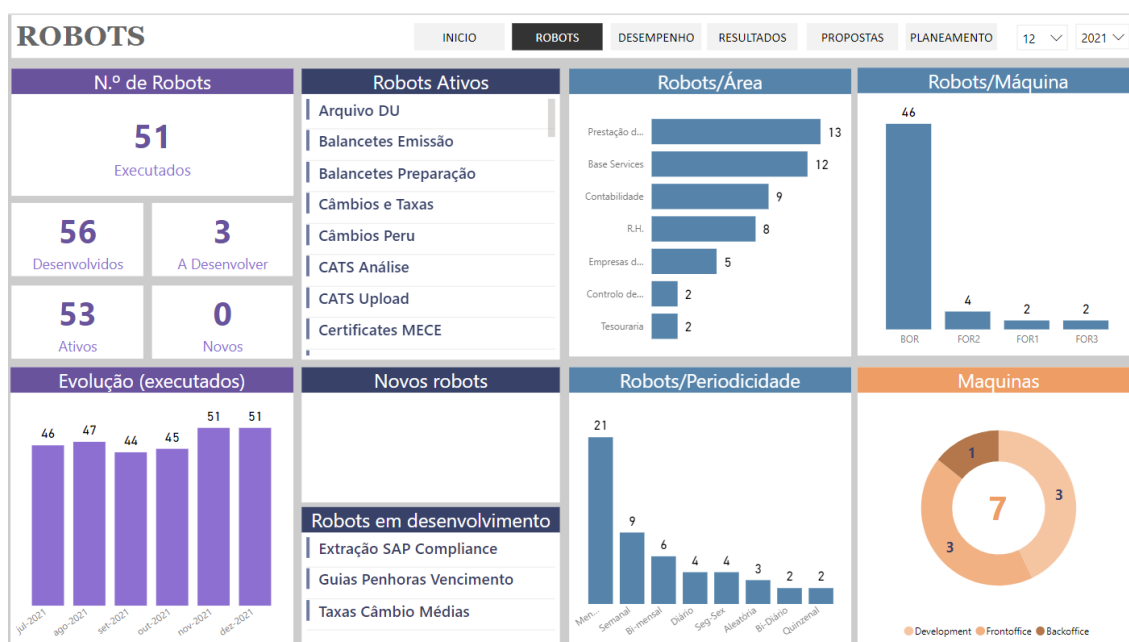 ROBOTS
INICIO
ROBOTS
DESEMPENHO
RESULTADOS
PROPOSTAS
PLANEAMENTO
12
2021
N.º de Robots
51
Executados
56
Desenvolvidos
3
A Desenvolver
53
Ativos
0
Novos
Robots Ativos
Arquivo DU
Balancetes Emissão
Balancetes Preparação
Câmbios e Taxas
Câmbios Peru
CATS Análise
CATS Upload
Certificates MECE
Robots/Área
Prestação d... 13
Base Services 12
Contabilidade 9
R.H. 8
Empresas d... 5
Controlo de... 2
Tesouraria 2
Robots/Máquina
46
4
2
2
BOR
FOR2
FOR1
FOR3
Evolução (executados)
46
47
44
45
51
51
jul-2021
ago-2021
set-2021
out-2021
nov-2021
dez-2021
Novos robots
Robots em desenvolvimento
Extração SAP Compliance
Guias Penhoras Vencimento
Taxas Câmbio Médias
Robots/Periodicidade
21
9
6
4
4
3
2
2
Men...
Semanal
Bi-mensal
Diário
Seg-Sex
Aleatória
Bi-Diário
Quinzenal
Maquinas
1
3
7
3
Development
Frontoffice
Backoffice